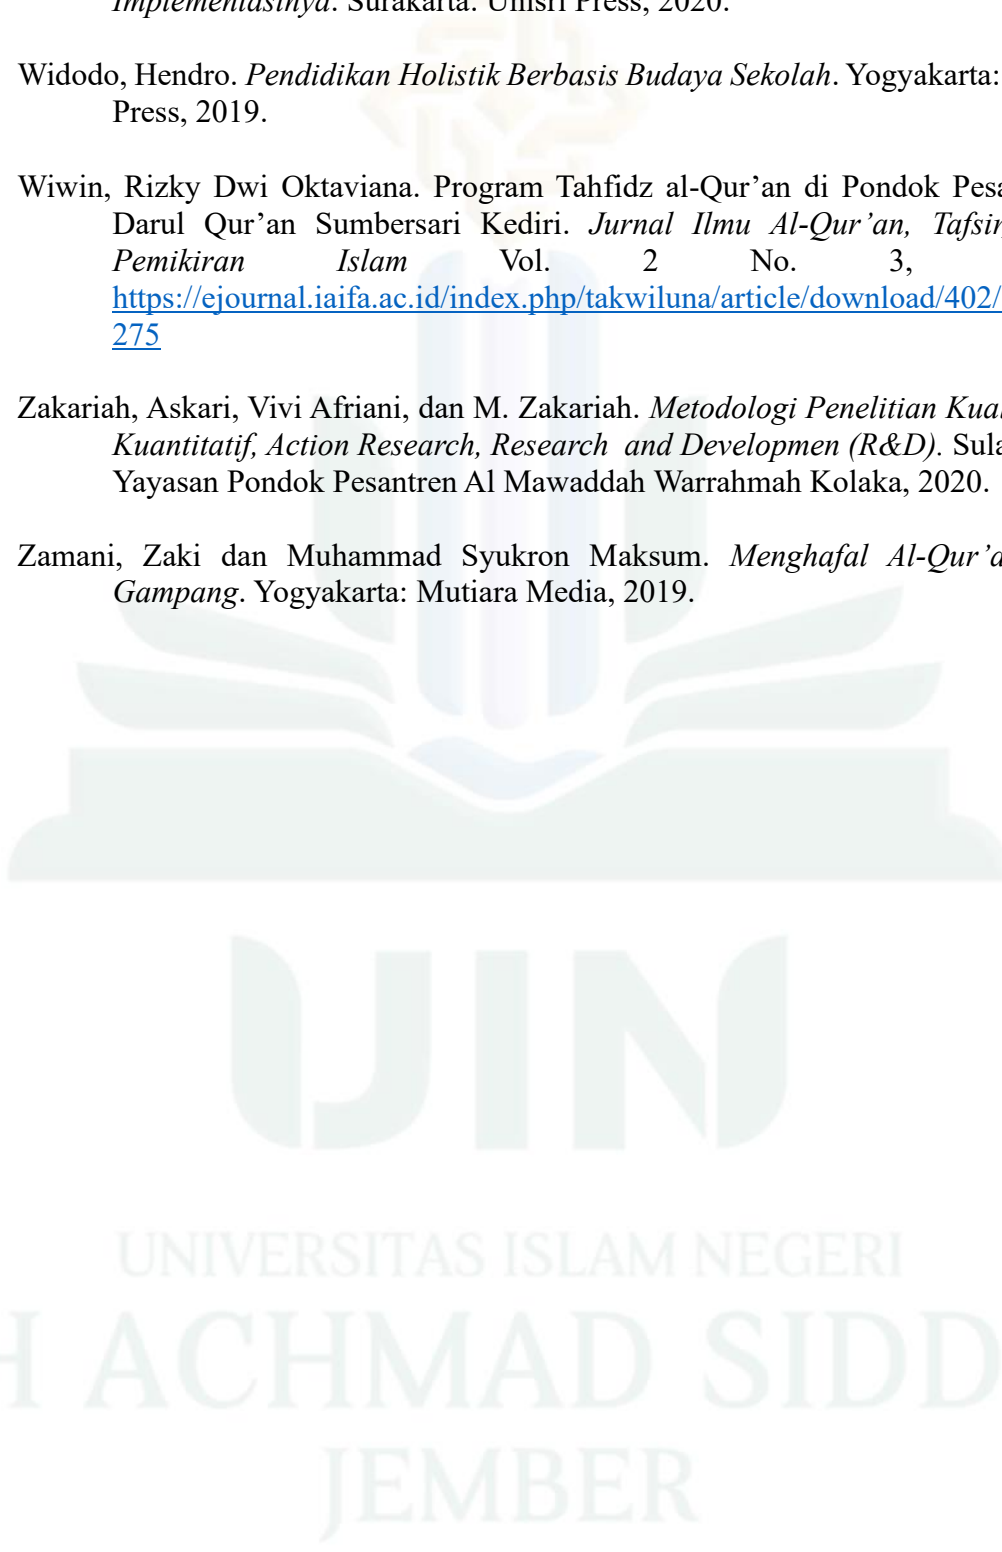 Implementasinya. Surakarta: Unisri Press, 2020.
Widodo, Hendro. Pendidikan Holistik Berbasis Budaya Sekolah. Yogyakarta:
Press, 2019.
Wiwin, Rizky Dwi Oktaviana. Program Tahfidz al-Qur’an di Pondok Pesa
Darul Qur’an Sumbersari Kediri. Jurnal Ilmu Al-Qur’an, Tafsir,
Pemikiran Islam Vol. 2 No. 3,
https://ejournal.iaifa.ac.id/index.php/takwiluna/article/download/402/
275
Zakariah, Askari, Vivi Afriani, dan M. Zakariah. Metodologi Penelitian Kual
Kuantitatif, Action Research, Research and Developmen (R&D). Sula
Yayasan Pondok Pesantren Al Mawaddah Warrahmah Kolaka, 2020.
Zamani, Zaki dan Muhammad Syukron Maksum. Menghafal Al-Qur’a
Gampang. Yogyakarta: Mutiara Media, 2019.
UIN
UNIVERSITAS ISLAM NEGERI
H ACHMAD SIDD
JEMBER